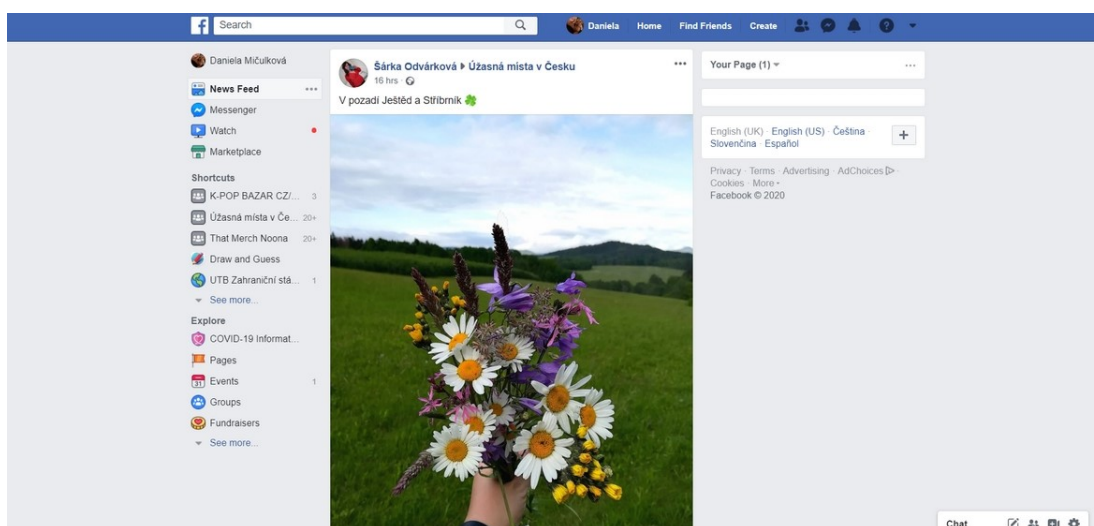 Search
Daniela Home Find Friends Create
Daniela Mičulková
News Feed
Messenger
Watch
Marketplace
Shortcuts
K-POP BAZAR CZ/... 3
Úžasná místa v Če... 20+
That Merch Noona 20+
Draw and Guess
UTB Zahraniční stá... 1
See more...
Explore
COVID-19 Informat...
Pages
31 Events 1
Groups
Fundraisers
See more...
Šárka Odvárková ▸ Úžasná místa v Česku
16 hrs ·
V pozadí Ještěd a Stříbrník
Your Page (1)
English (UK) · English (US) · Čeština ·
Slovenčina · Español
Privacy · Terms · Advertising · AdChoices ·
Cookies · More
Facebook © 2020
Chat